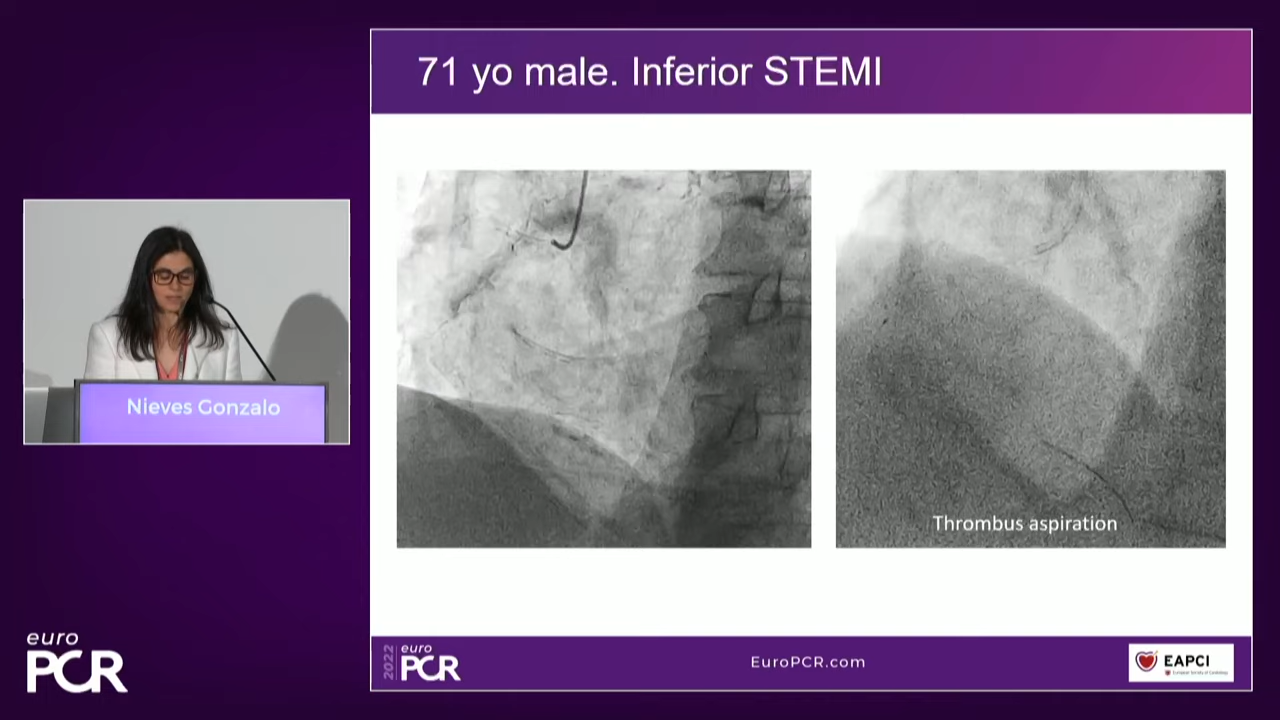 71 yo male. Inferior STEMI
Nieves Gonzalo
Thrombus aspiration
euro
PCR
2022
euro
PCR
EuroPCR.com
EAPCI